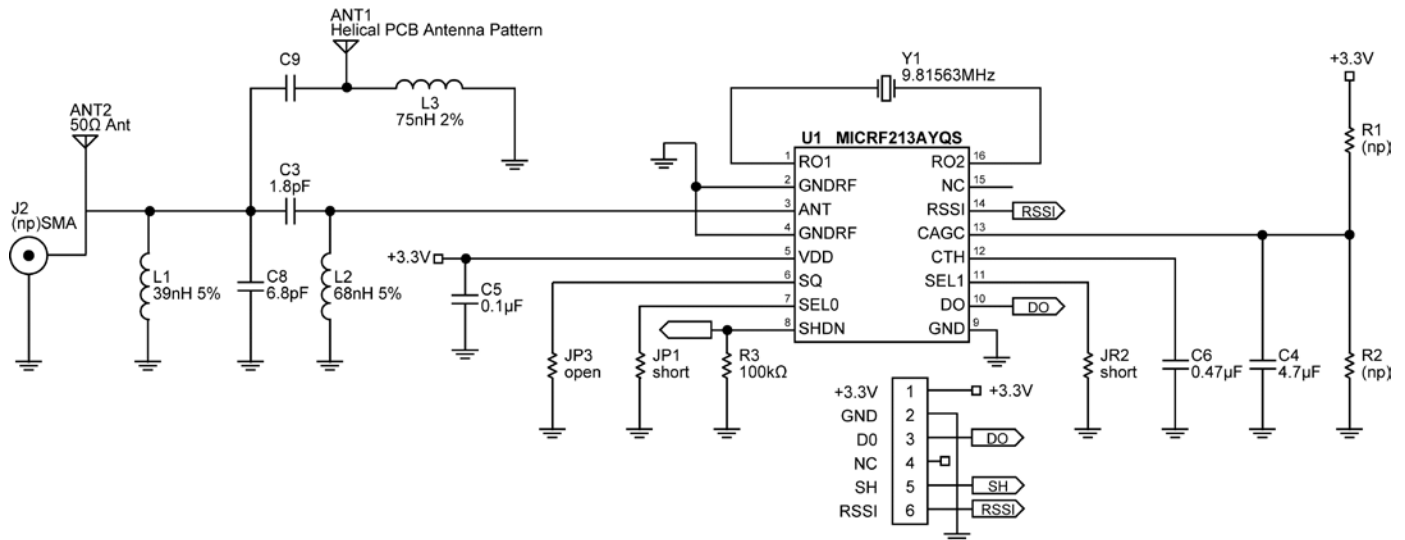 ANT1
Helical PCB Antenna Pattern
C9
L3
75nH 2%
ANT2
50Ω Ant
C3
1.8pF
J2
(np)SMA
L1
39nH 5%
C8
6.8pF
L2
68nH 5%
+3.3V
C5
0.1µF
JP3
open
JP1
short
R3
100kΩ
Y1
9.81563MHz
U1 MICRF213AYQS
1 RO1
2 GNDRF
3 ANT
4 GNDRF
5 VDD
6 SQ
7 SEL0
8 SHDN
RO2 16
NC 15
RSSI 14 RSSI
CAGC 13
CTH 12
SEL1 11
DO 10 DO
GND 9
+3.3V
R1
(np)
R2
(np)
JR2
short
C6
0.47µF
C4
4.7µF
+3.3V 1 +3.3V
GND 2
D0 3 DO
NC 4
SH 5 SH
RSSI 6 RSSI